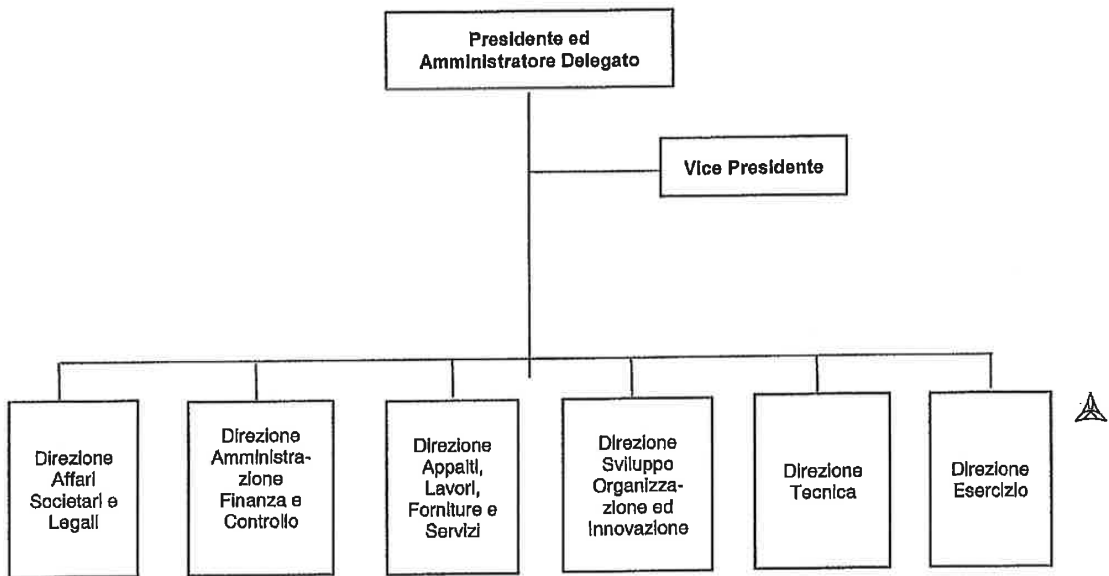 Presidente ed
Amministratore Delegato
Vice Presidente
Direzione
Affari
Societari e
Legali
Direzione
Amministra-
zione
Finanza e
Controllo
Direzione
Appalti,
Lavori,
Forniture e
Servizi
Direzione
Sviluppo
Organizza-
zione ed
Innovazione
Direzione
Tecnica
Direzione
Esercizio